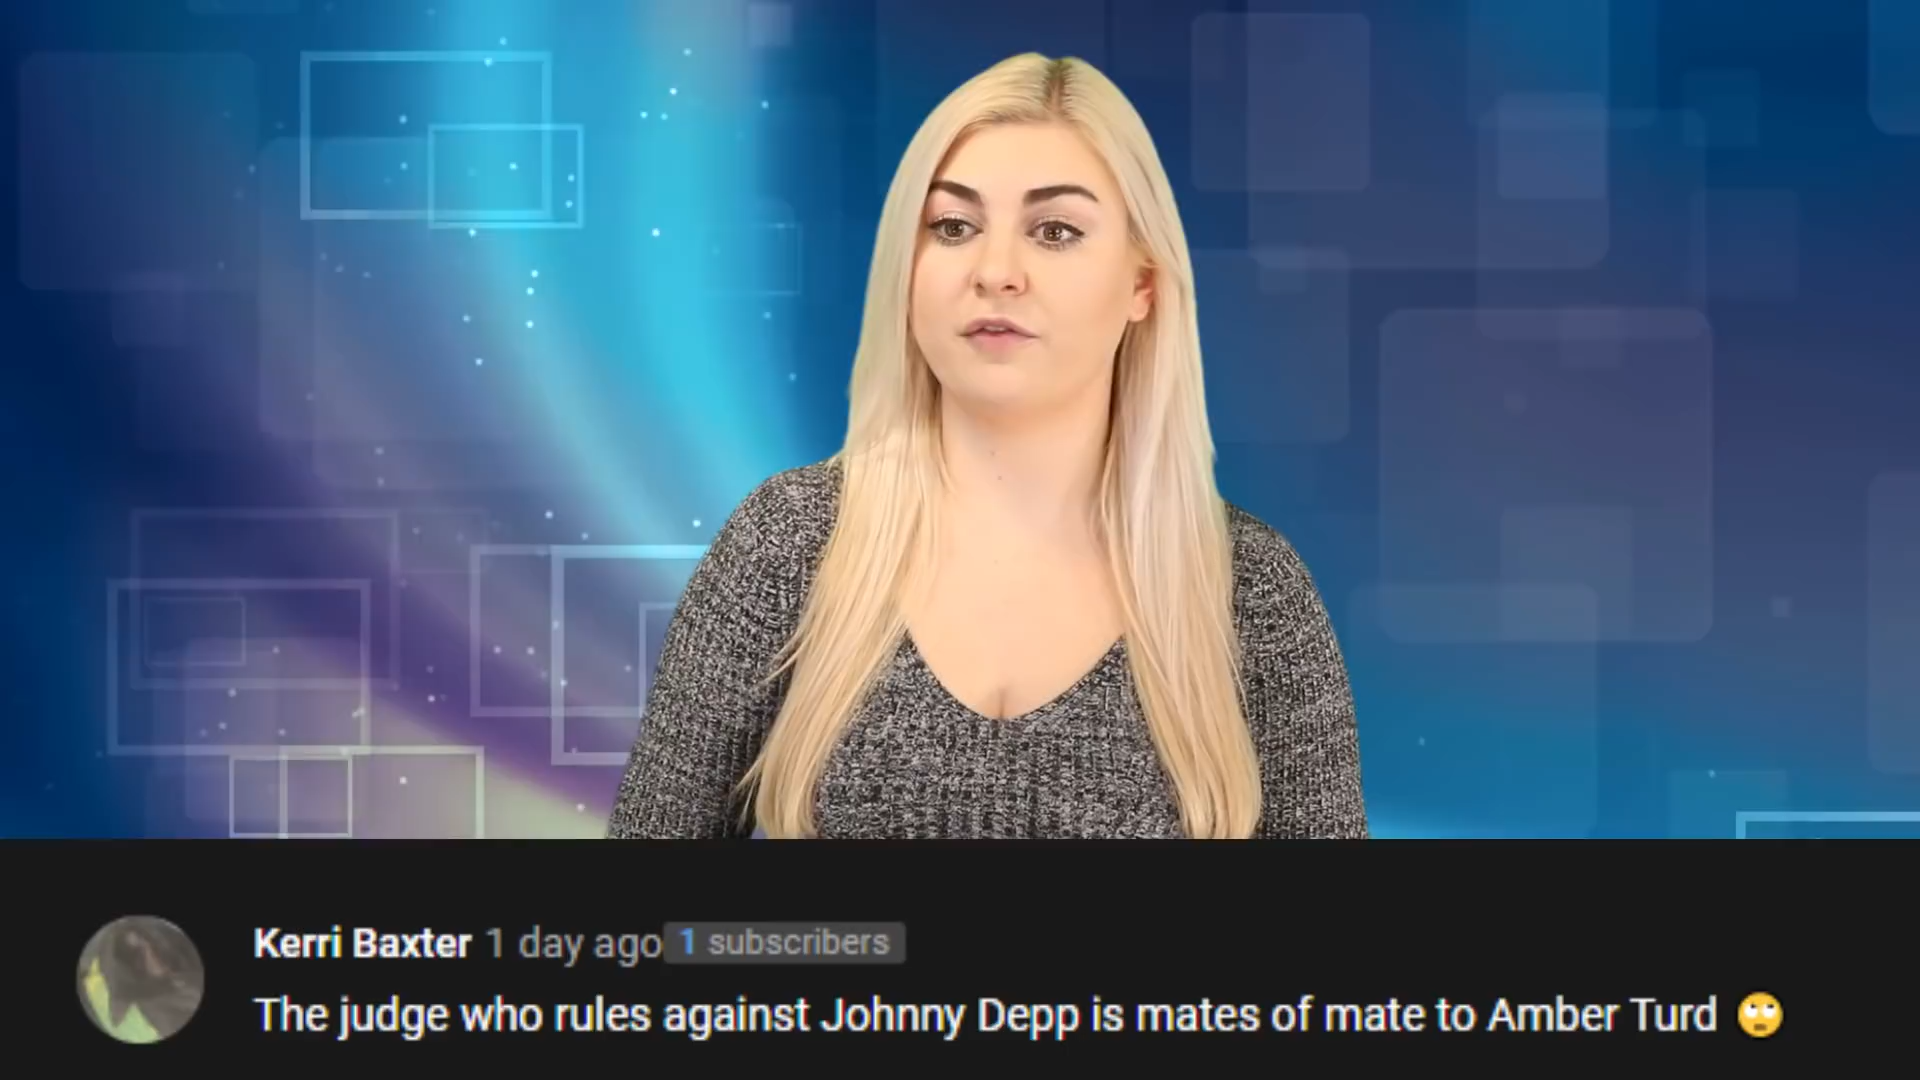 Kerri Baxter 1 day ago 1 subscribers
The judge who rules against Johnny Depp is mates of mate to Amber Turd 🙄